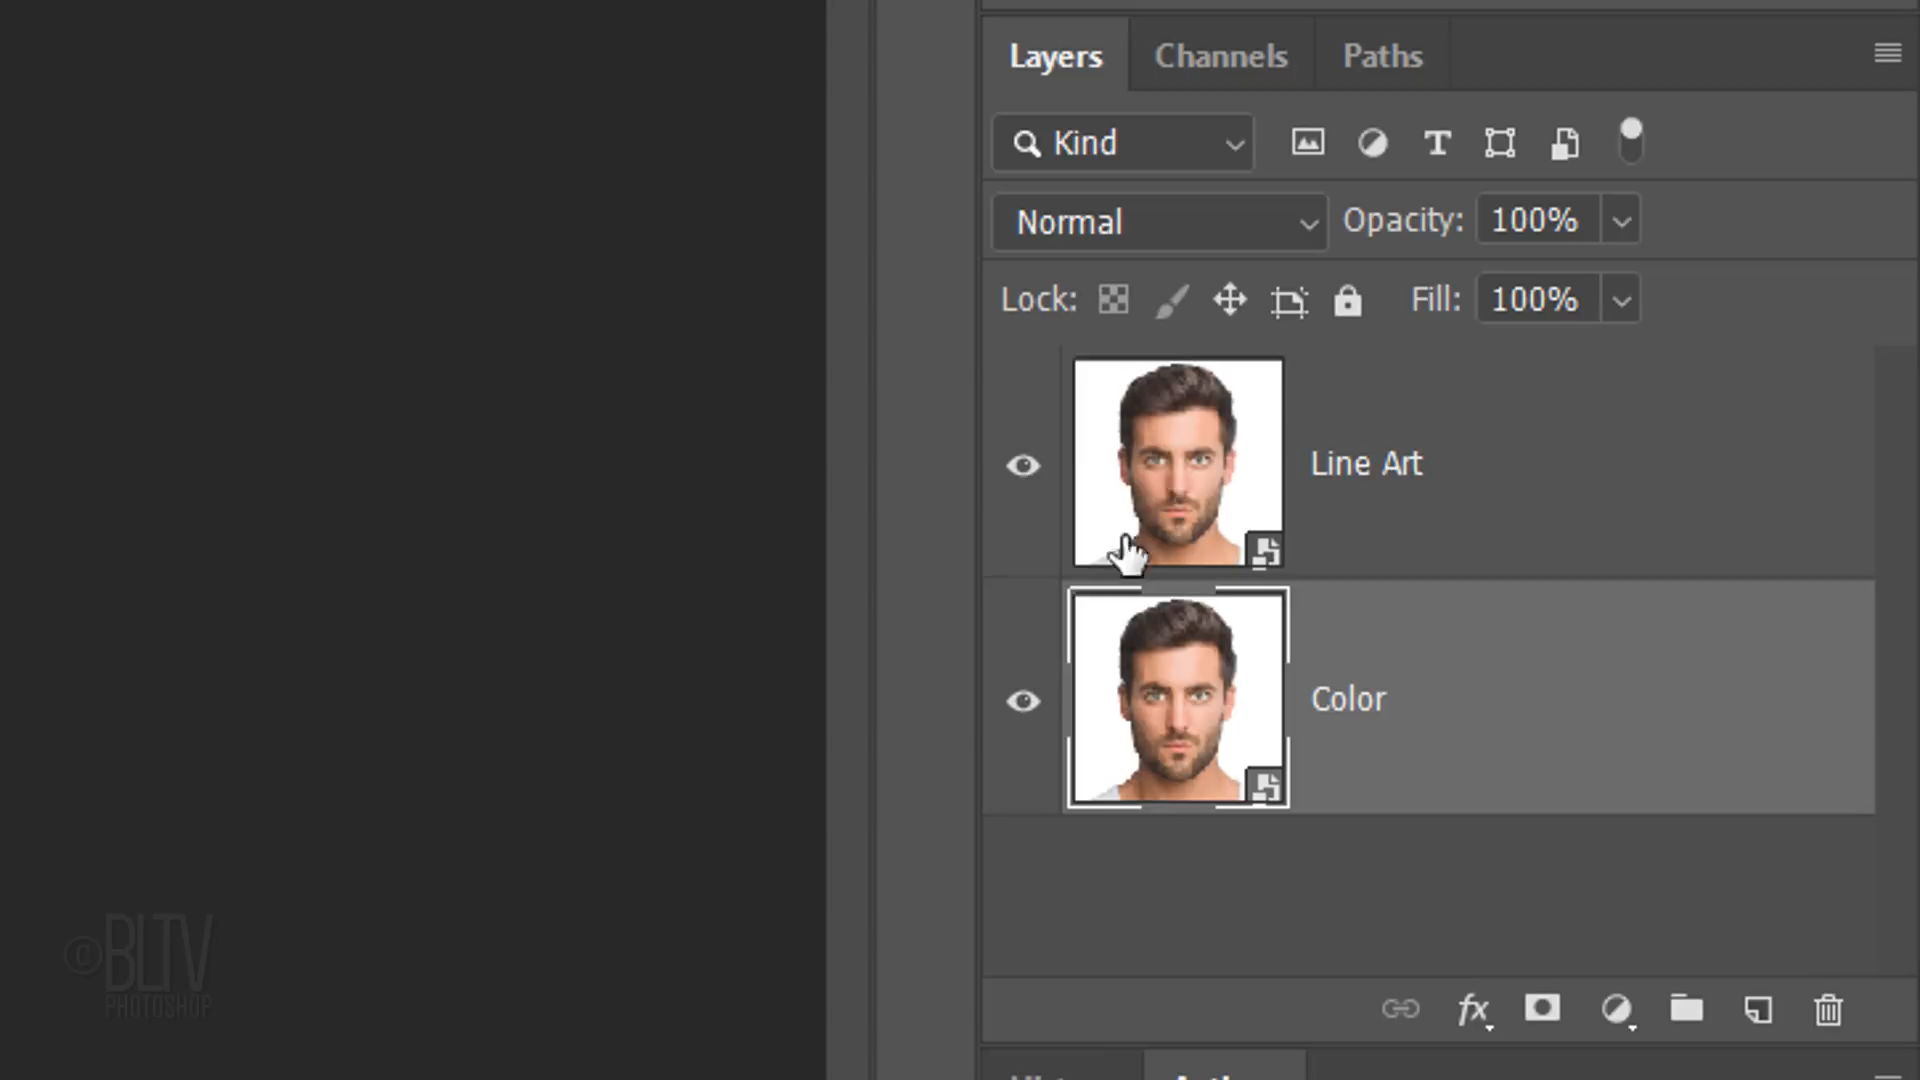 Layers Channels Paths
Kind
Normal Opacity: 100%
Lock: Fill: 100%
Line Art
Color
fx
©BLTV
PHOTOSHOP